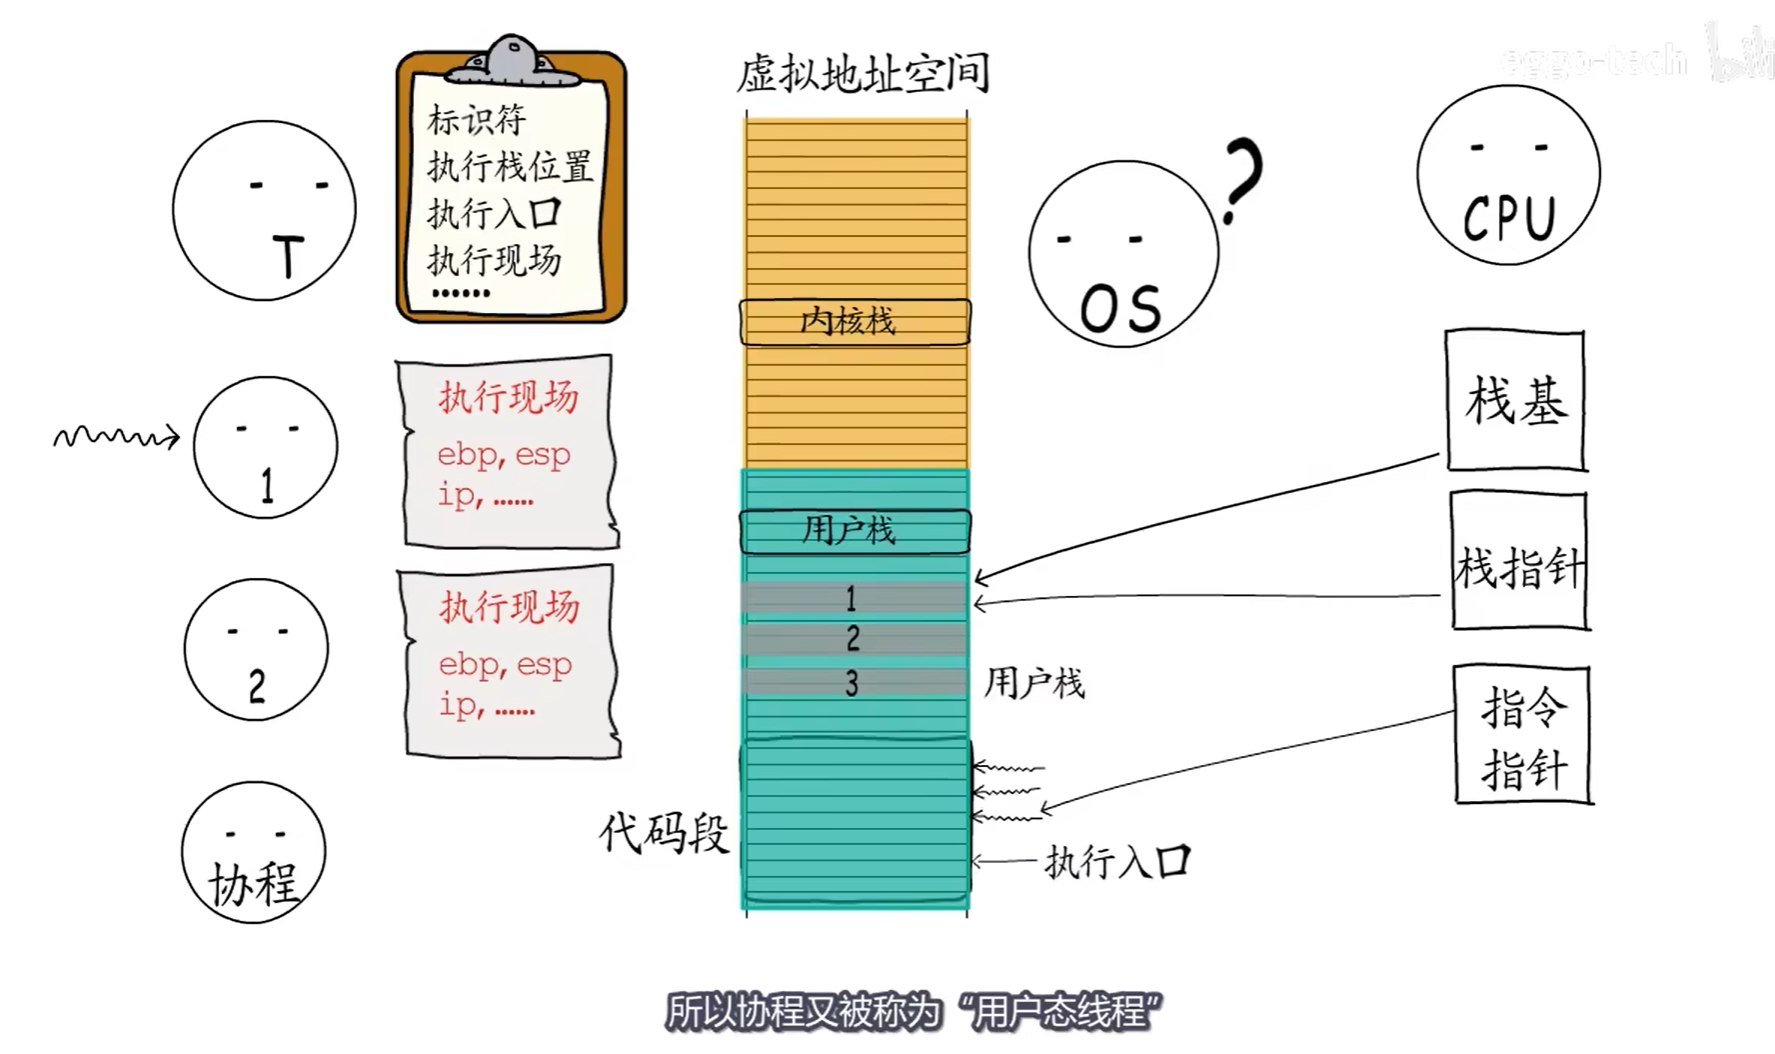 eggo-tech
虚拟地址空间
标识符
执行栈位置
执行入口
执行现场
••••••
T
?
OS
CPU
内核栈
执行现场
ebp, esp
ip, ……
1
栈基
用户栈
栈指针
1
2
3
用户栈
执行现场
ebp, esp
ip, ……
2
指令
指针
代码段
执行入口
协程
所以协程又被称为“用户态线程”